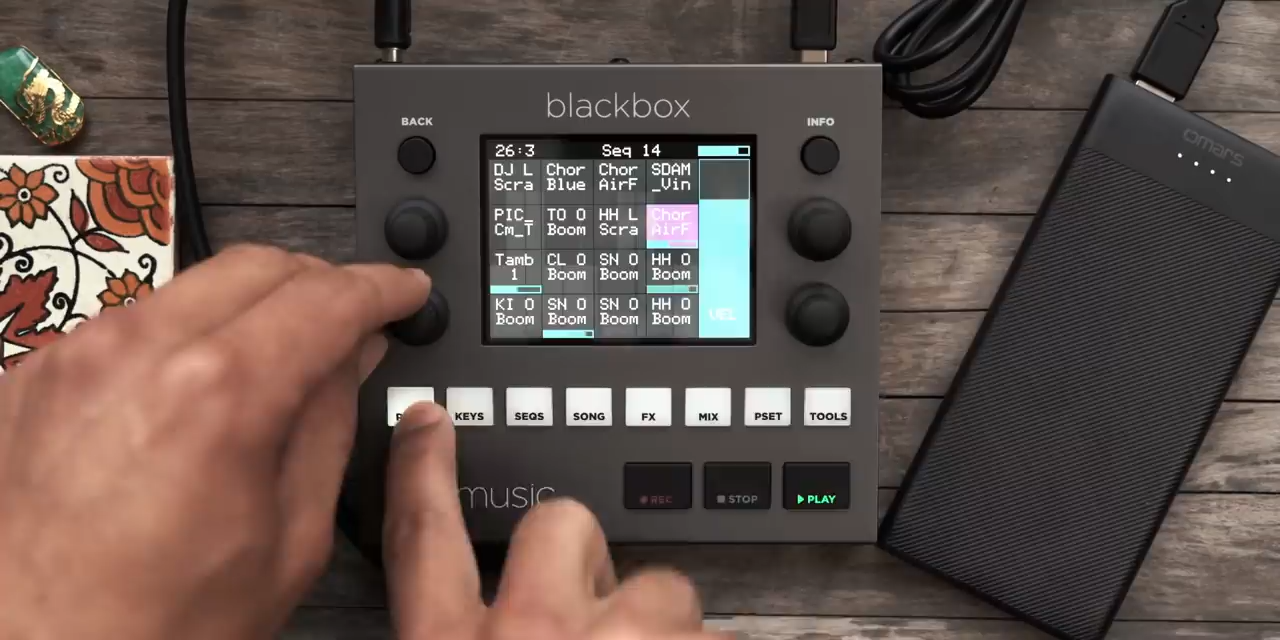 blackbox
BACK
INFO
26:3 Seq 14
DJ L Chor Chor SDAM
Scra Blue AirF _Vin
PIC_ TO O HH L Chor
Cm_T Boom Scra AirF
Tamb CL O SN O HH O
1 Boom Boom Boom
KI O SN O SN O HH O
Boom Boom Boom Boom
VEL
KEYS SEQS SONG FX MIX PSET TOOLS
music
REC STOP PLAY
omars